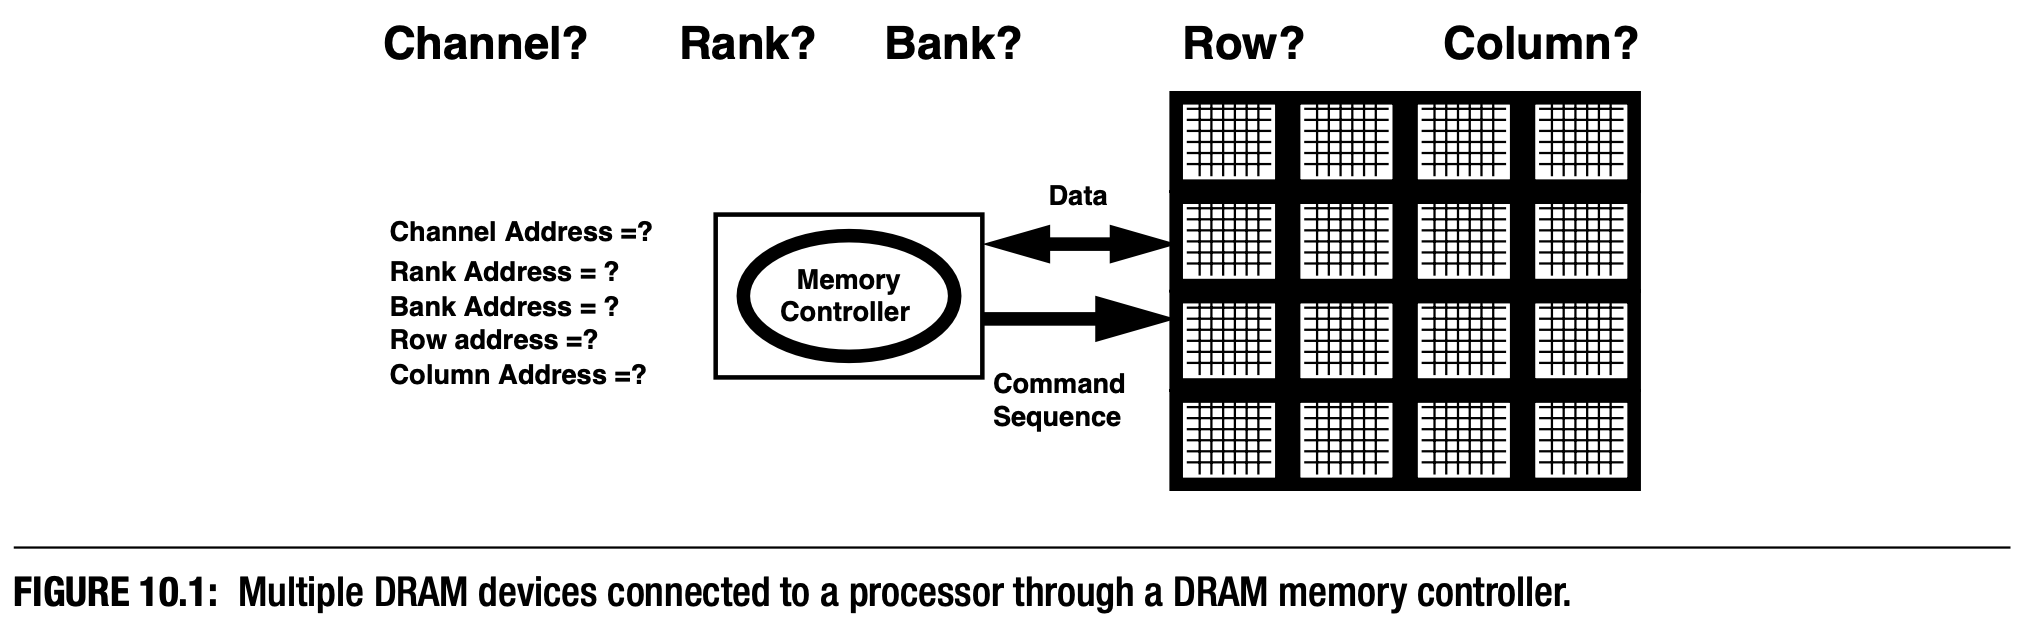 Channel? Rank? Bank? Row? Column?
Data
Channel Address =?
Rank Address = ?
Bank Address = ?
Row address =?
Column Address =?
Memory
Controller
Command
Sequence
FIGURE 10.1: Multiple DRAM devices connected to a processor through a DRAM memory controller.